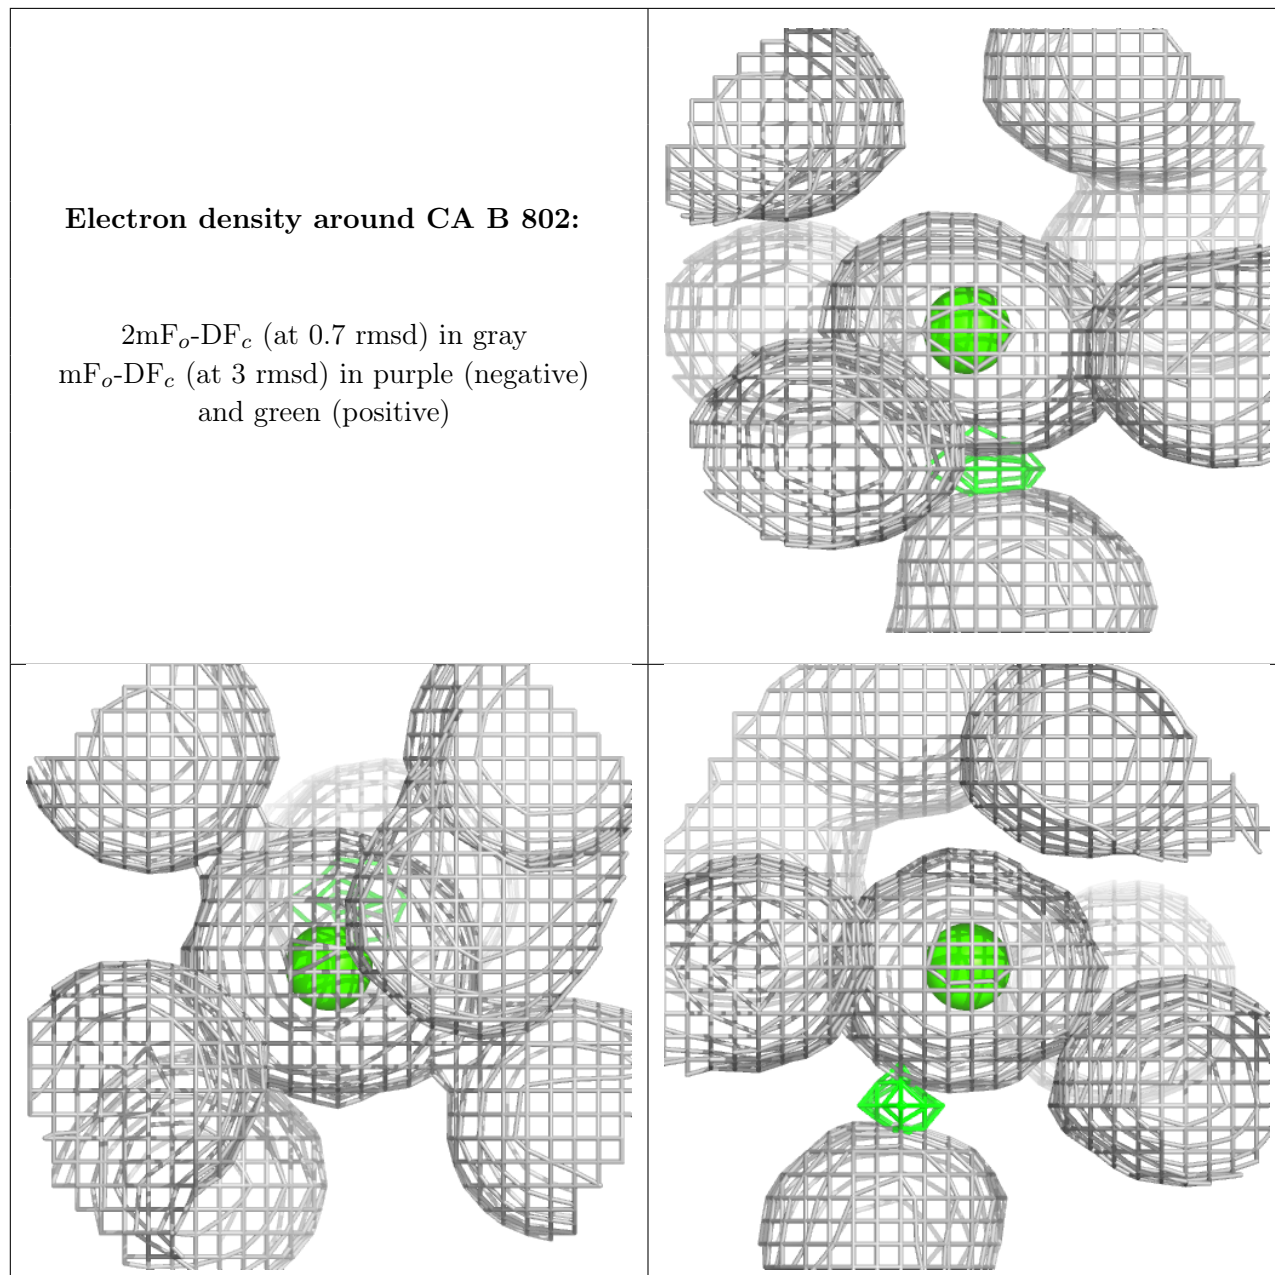 Electron density around CA B 802:
2mFo-DFc (at 0.7 rmsd) in gray
mFo-DFc (at 3 rmsd) in purple (negative)
and green (positive)